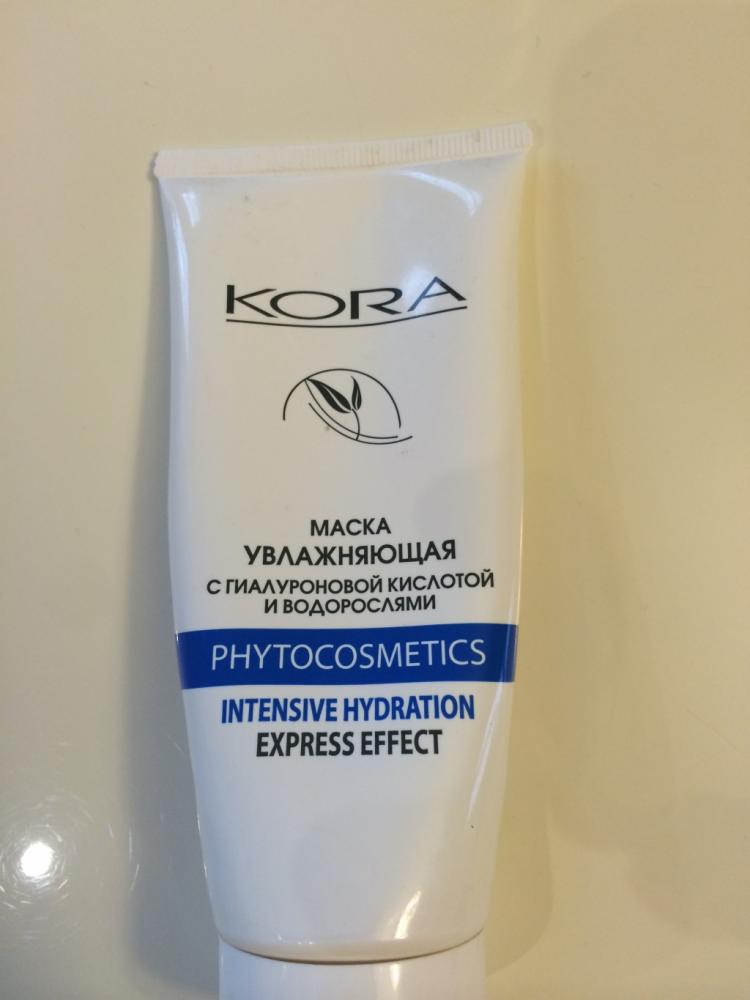 KORA
МАСКА
УВЛАЖНЯЮЩАЯ
С ГИАЛУРОНОВОЙ КИСЛОТОЙ
И ВОДОРОСЛЯМИ
PHYTOCOSMETICS
INTENSIVE HYDRATION
EXPRESS EFFECT